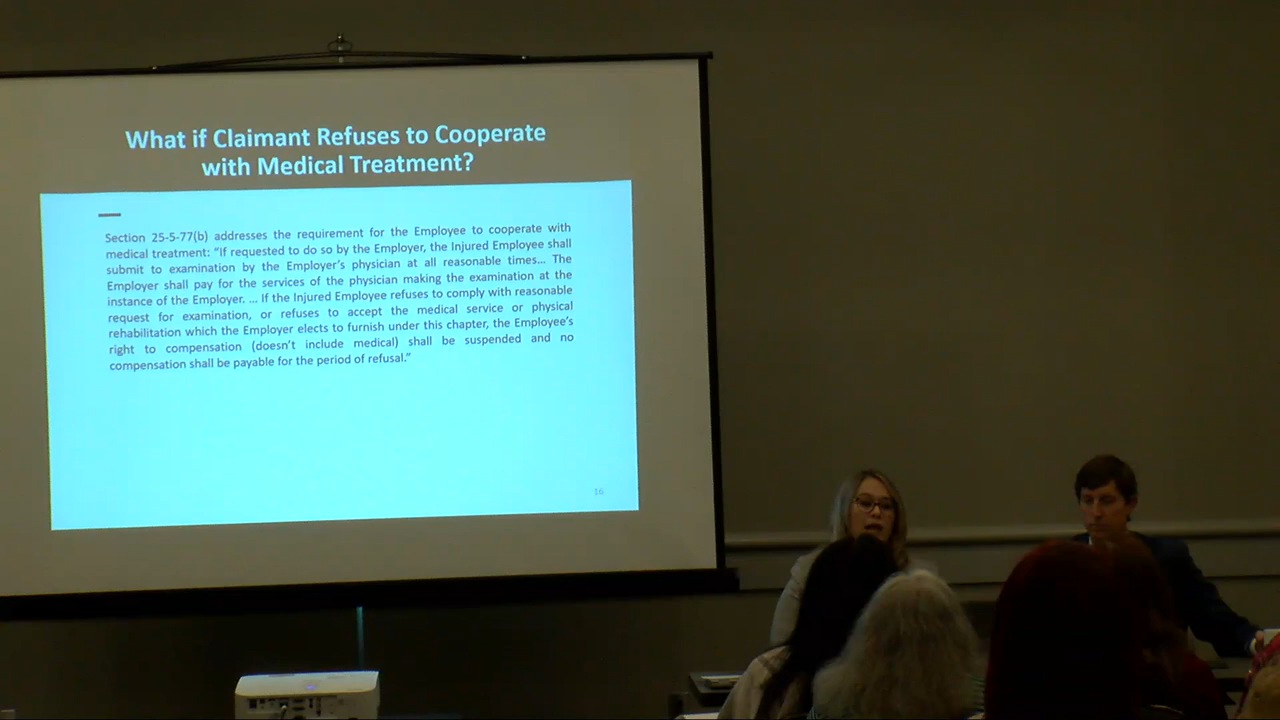 What if Claimant Refuses to Cooperate
with Medical Treatment?
Section 25-5-77(b) addresses the requirement for the Employee to cooperate with
medical treatment: “If requested to do so by the Employer, the Injured Employee shall
submit to examination by the Employer’s physician at all reasonable times... The
Employer shall pay for the services of the physician making the examination at the
instance of the Employer. ... If the Injured Employee refuses to comply with reasonable
request for examination, or refuses to accept the medical service or physical
rehabilitation which the Employer elects to furnish under this chapter, the Employee’s
right to compensation (doesn’t include medical) shall be suspended and no
compensation shall be payable for the period of refusal.”
16